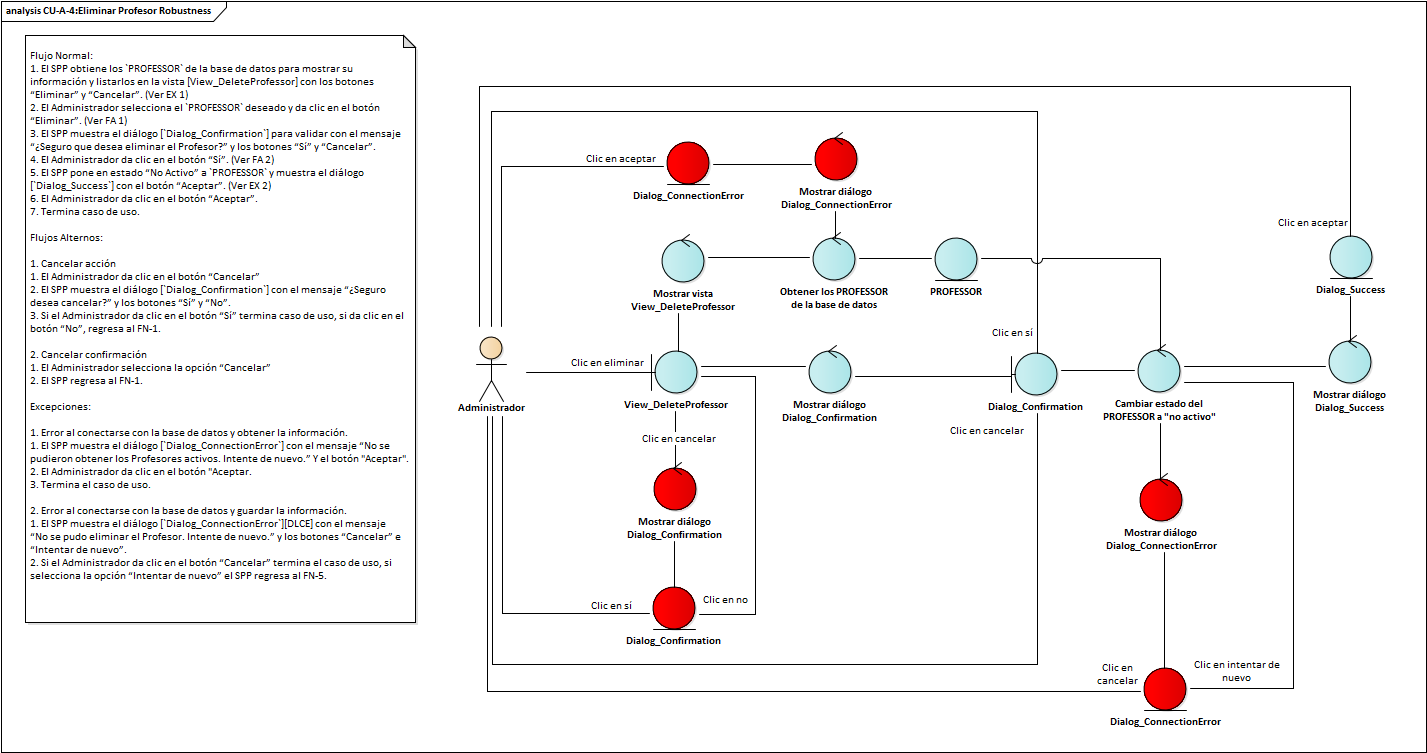 analysis CU-A-4:Eliminar Profesor Robustness
Flujo Normal:
1. El SPP obtiene los `PROFESSOR` de la base de datos para mostrar su
información y listarlos en la vista [View_DeleteProfessor] con los botones
“Eliminar” y “Cancelar”. (Ver EX 1)
2. El Administrador selecciona el `PROFESSOR` deseado y da clic en el botón
“Eliminar”. (Ver FA 1)
3. El SPP muestra el diálogo [`Dialog_Confirmation`] para validar con el mensaje
“¿Seguro que desea eliminar el Profesor?” y los botones “Sí” y “Cancelar”.
4. El Administrador da clic en el botón “Sí”. (Ver FA 2)
5. El SPP pone en estado “No Activo” a `PROFESSOR` y muestra el diálogo
[`Dialog_Success`] con el botón “Aceptar”. (Ver EX 2)
6. El Administrador da clic en el botón “Aceptar”.
7. Termina caso de uso.
Flujos Alternos:
1. Cancelar acción
1. El Administrador da clic en el botón “Cancelar”
2. El SPP muestra el diálogo [`Dialog_Confirmation`] con el mensaje “¿Seguro
desea cancelar?” y los botones “Sí” y “No”.
3. Si el Administrador da clic en el botón “Sí” termina caso de uso, si da clic en el
botón “No”, regresa al FN-1.
2. Cancelar confirmación
1. El Administrador selecciona la opción “Cancelar”
2. El SPP regresa al FN-1.
Excepciones:
1. Error al conectarse con la base de datos y obtener la información.
1. El SPP muestra el diálogo [`Dialog_ConnectionError`] con el mensaje “No se
pudieron obtener los Profesores activos. Intente de nuevo.” Y el botón "Aceptar".
2. El Administrador da clic en el botón "Aceptar.
3. Termina el caso de uso.
2. Error al conectarse con la base de datos y guardar la información.
1. El SPP muestra el diálogo [`Dialog_ConnectionError`][DLCE] con el mensaje
“No se pudo eliminar el Profesor. Intente de nuevo.” y los botones “Cancelar” e
“Intentar de nuevo”.
2. Si el Administrador da clic en el botón “Cancelar” termina el caso de uso, si
selecciona la opción “Intentar de nuevo” el SPP regresa al FN-5.
Clic en aceptar
Dialog_ConnectionError
Mostrar diálogo
Dialog_ConnectionError
Clic en aceptar
Mostrar vista
View_DeleteProfessor
Obtener los PROFESSOR
de la base de datos
PROFESSOR
Dialog_Success
Clic en sí
Clic en eliminar
Administrador
View_DeleteProfessor
Mostrar diálogo
Dialog_Confirmation
Dialog_Confirmation
Cambiar estado del
PROFESSOR a "no activo"
Mostrar diálogo
Dialog_Success
Clic en cancelar
Clic en cancelar
Mostrar diálogo
Dialog_Confirmation
Mostrar diálogo
Dialog_ConnectionError
Clic en sí
Clic en no
Dialog_Confirmation
Clic en
cancelar
Clic en intentar de
nuevo
Dialog_ConnectionError